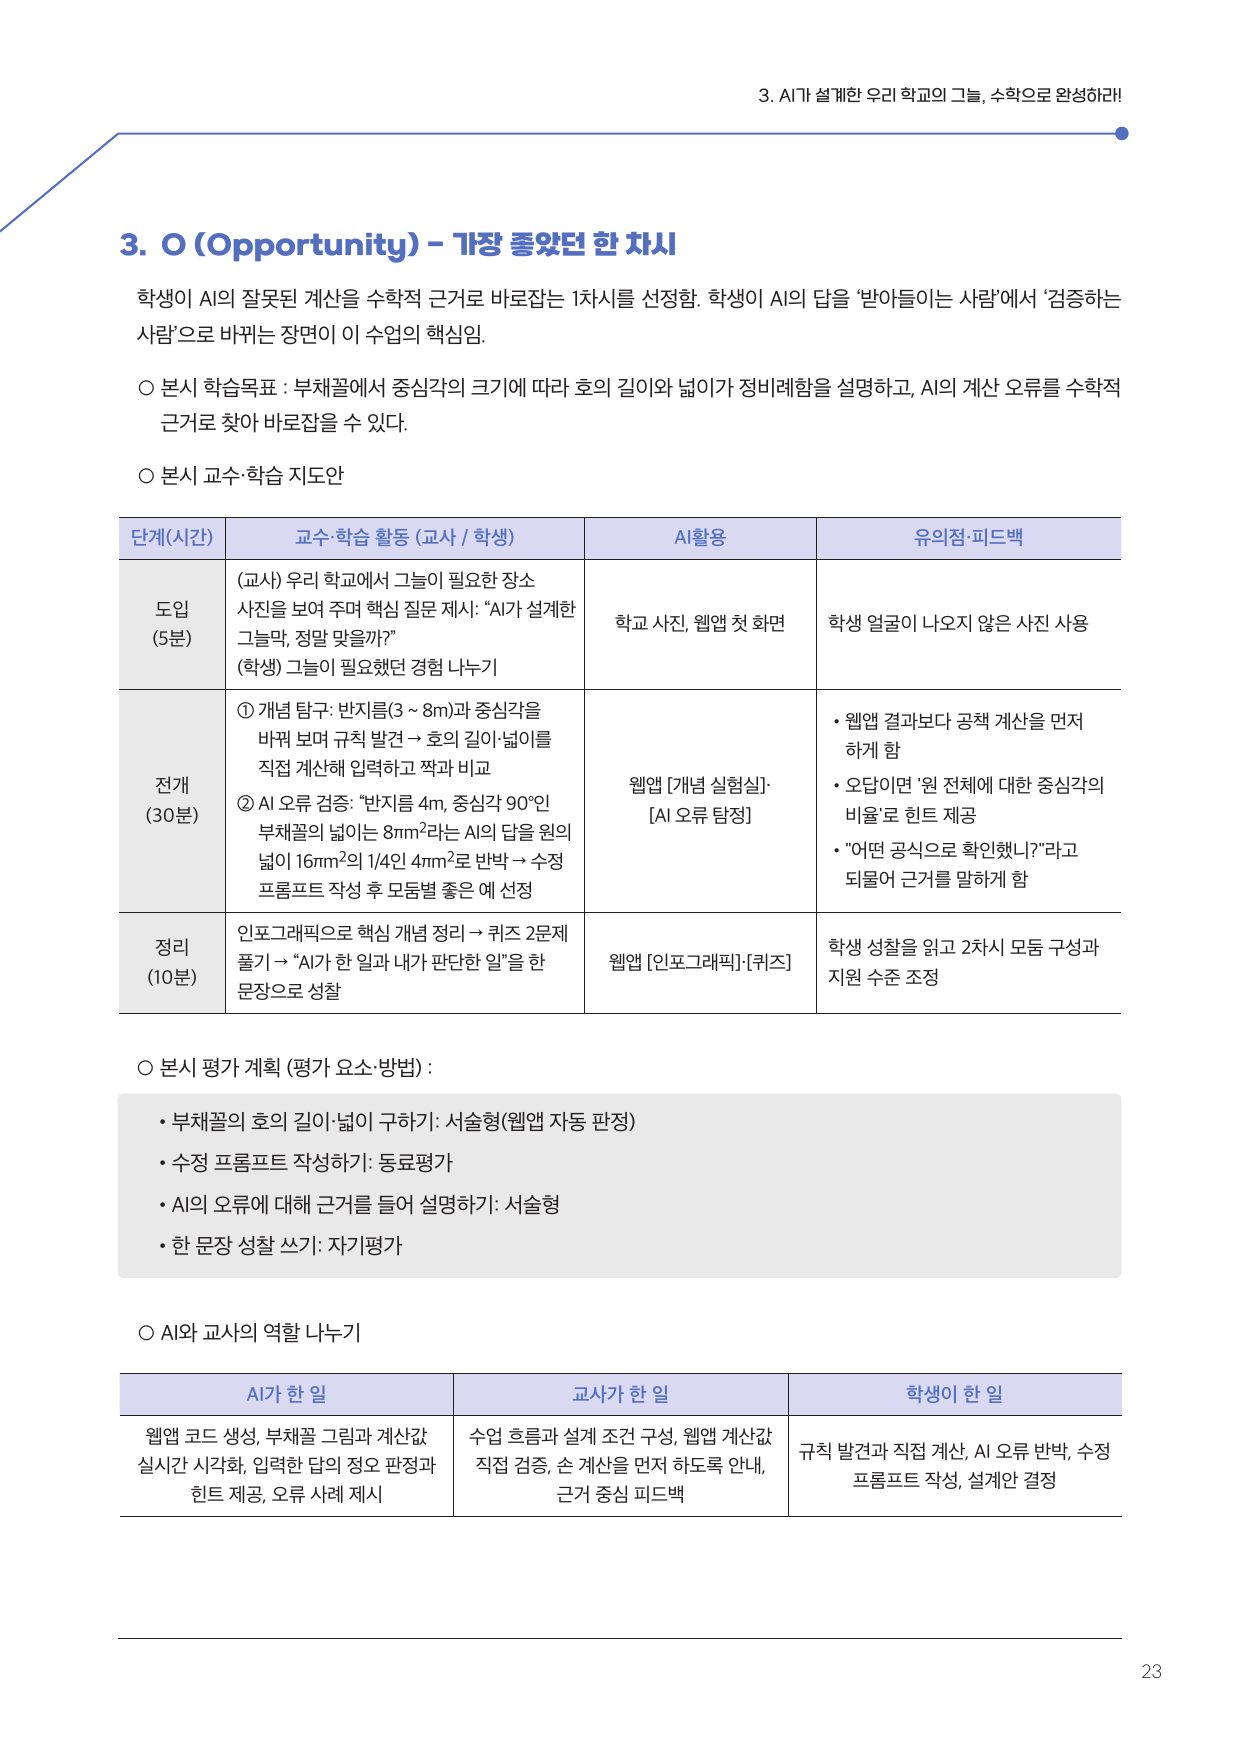 3. AI가 설계한 우리 학교의 그늘, 수학으로 완성하라!
3. O (Opportunity) – 가장 좋았던 한 차시
학생이 AI의 잘못된 계산을 수학적 근거로 바로잡는 1차시를 선정함. 학생이 AI의 답을 ‘받아들이는 사람’에서 ‘검증하는
사람’으로 바뀌는 장면이 이 수업의 핵심임.
○ 본시 학습목표 : 부채꼴에서 중심각의 크기에 따라 호의 길이와 넓이가 정비례함을 설명하고, AI의 계산 오류를 수학적
근거로 찾아 바로잡을 수 있다.
○ 본시 교수·학습 지도안
단계(시간) 교수·학습 활동 (교사 / 학생) AI활용 유의점·피드백
도입
(5분)
(교사) 우리 학교에서 그늘이 필요한 장소
사진을 보여 주며 핵심 질문 제시: “AI가 설계한
그늘막, 정말 맞을까?”
(학생) 그늘이 필요했던 경험 나누기
학교 사진, 웹앱 첫 화면
학생 얼굴이 나오지 않은 사진 사용
전개
(30분)
① 개념 탐구: 반지름(3 ~ 8m)과 중심각을
바꿔 보며 규칙 발견 → 호의 길이·넓이를
직접 계산해 입력하고 짝과 비교
② AI 오류 검증: “반지름 4m, 중심각 90°인
부채꼴의 넓이는 8πm²라는 AI의 답을 원의
넓이 16πm²의 1/4인 4πm²로 반박 → 수정
프롬프트 작성 후 모둠별 좋은 예 선정
웹앱 [개념 실험실]·
[AI 오류 탐정]
• 웹앱 결과보다 공책 계산을 먼저
하게 함
• 오답이면 '원 전체에 대한 중심각의
비율'로 힌트 제공
• "어떤 공식으로 확인했니?"라고
되물어 근거를 말하게 함
정리
(10분)
인포그래픽으로 핵심 개념 정리 → 퀴즈 2문제
풀기 → “AI가 한 일과 내가 판단한 일”을 한
문장으로 성찰
웹앱 [인포그래픽]·[퀴즈]
학생 성찰을 읽고 2차시 모둠 구성과
지원 수준 조정
○ 본시 평가 계획 (평가 요소·방법) :
• 부채꼴의 호의 길이·넓이 구하기: 서술형(웹앱 자동 판정)
• 수정 프롬프트 작성하기: 동료평가
• AI의 오류에 대해 근거를 들어 설명하기: 서술형
• 한 문장 성찰 쓰기: 자기평가
○ AI와 교사의 역할 나누기
AI가 한 일 교사가 한 일 학생이 한 일
웹앱 코드 생성, 부채꼴 그림과 계산값
실시간 시각화, 입력한 답의 정오 판정과
힌트 제공, 오류 사례 제시
수업 흐름과 설계 조건 구성, 웹앱 계산값
직접 검증, 손 계산을 먼저 하도록 안내,
근거 중심 피드백
규칙 발견과 직접 계산, AI 오류 반박, 수정
프롬프트 작성, 설계안 결정
23